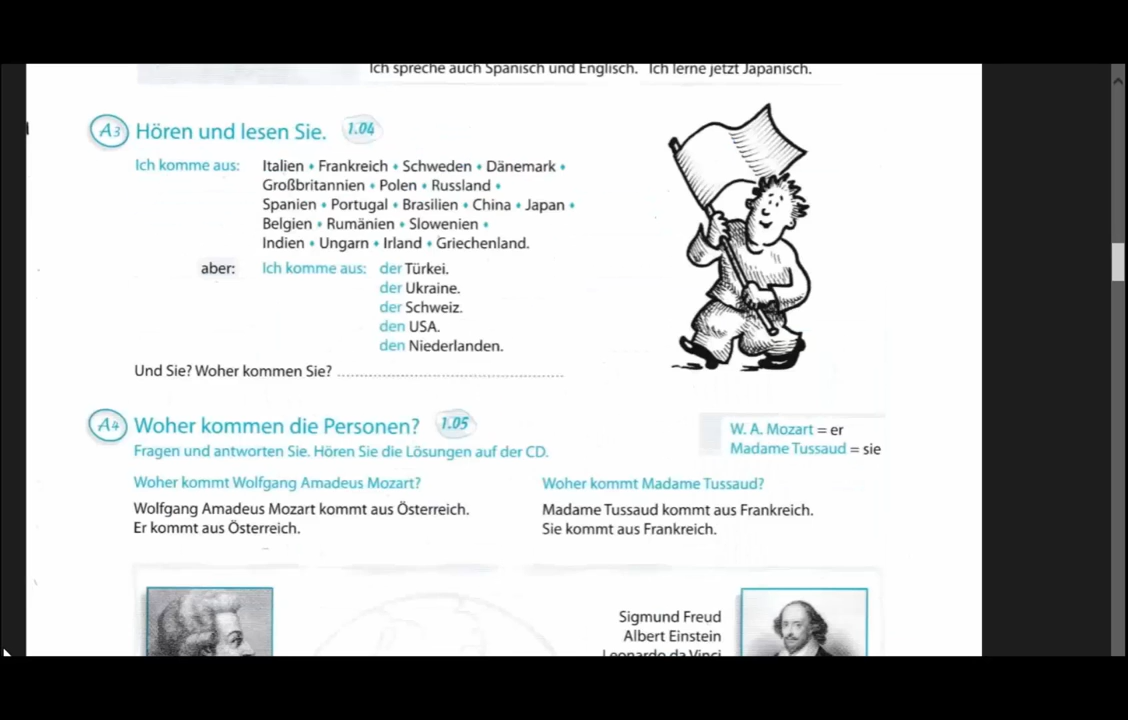 Ich spreche auch Spanisch und Englisch. Ich lerne jetzt Japanisch.
A3 Hören und lesen Sie. 1.04
Ich komme aus: Italien • Frankreich • Schweden • Dänemark •
Großbritannien • Polen • Russland •
Spanien • Portugal • Brasilien • China • Japan •
Belgien • Rumänien • Slowenien •
Indien • Ungarn • Irland • Griechenland.
aber: Ich komme aus: der Türkei.
der Ukraine.
der Schweiz.
den USA.
den Niederlanden.
Und Sie? Woher kommen Sie? ........................................................
A4 Woher kommen die Personen? 1.05
Fragen und antworten Sie. Hören Sie die Lösungen auf der CD.
W. A. Mozart = er
Madame Tussaud = sie
Woher kommt Wolfgang Amadeus Mozart?
Wolfgang Amadeus Mozart kommt aus Österreich.
Er kommt aus Österreich.
Woher kommt Madame Tussaud?
Madame Tussaud kommt aus Frankreich.
Sie kommt aus Frankreich.
Sigmund Freud
Albert Einstein
Leonardo da Vinci